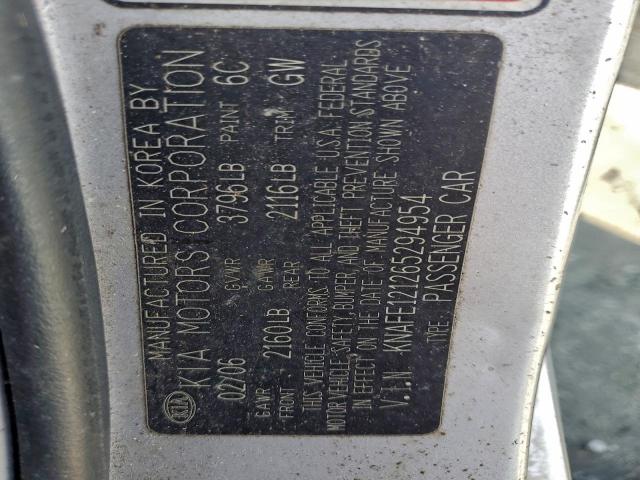 MANUFACTURED IN KOREA BY
KIA KIA MOTORS CORPORATION
02/06 GVWR 3796LB PAINT 6C
GAWR FRONT 2160LB GAWR REAR 2116LB TRIM GW
THIS VEHICLE CONFORMS TO ALL APPLICABLE U.S.A. FEDERAL
MOTOR VEHICLE SAFETY, BUMPER, AND THEFT PREVENTION STANDARDS
IN EFFECT ON THE DATE OF MANUFACTURE SHOWN ABOVE
V.I.N KNAFE121265294954
TYPE: PASSENGER CAR